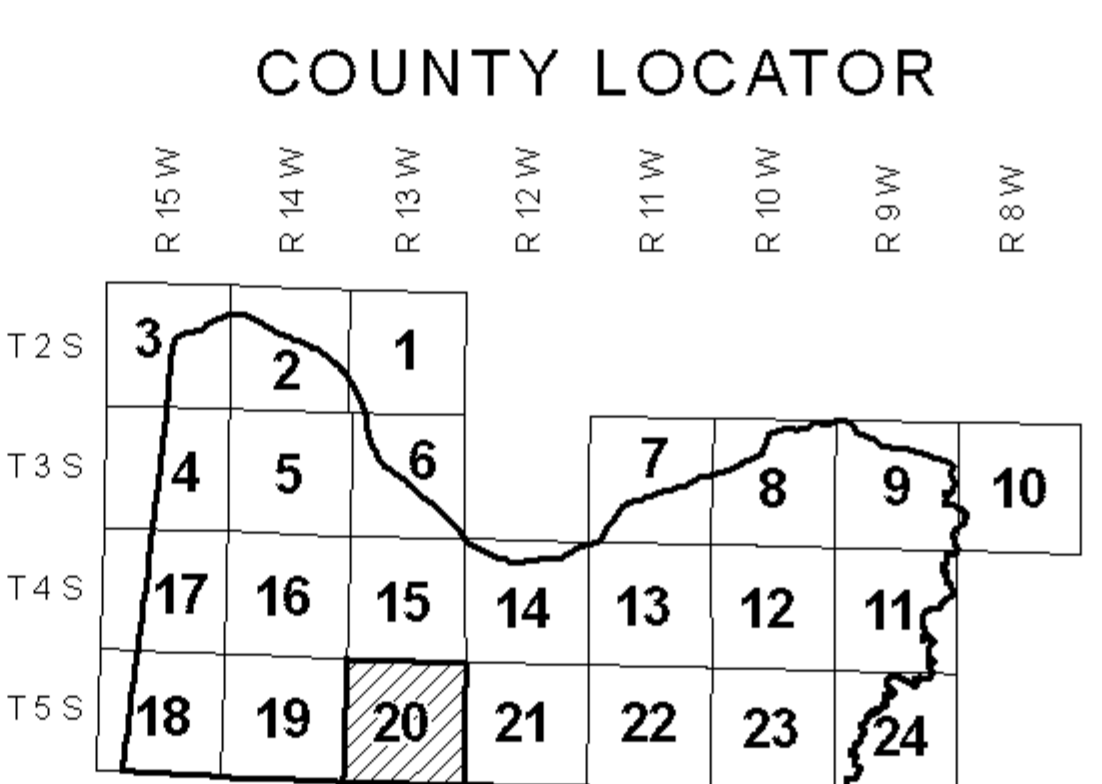 COUNTY LOCATOR
R 15 W R 14 W R 13 W R 12 W R 11 W R 10 W R 9 W R 8 W
T 2 S 3 2 1
T 3 S 4 5 6 7 8 9 10
T 4 S 17 16 15 14 13 12 11
T 5 S 18 19 20 21 22 23 24